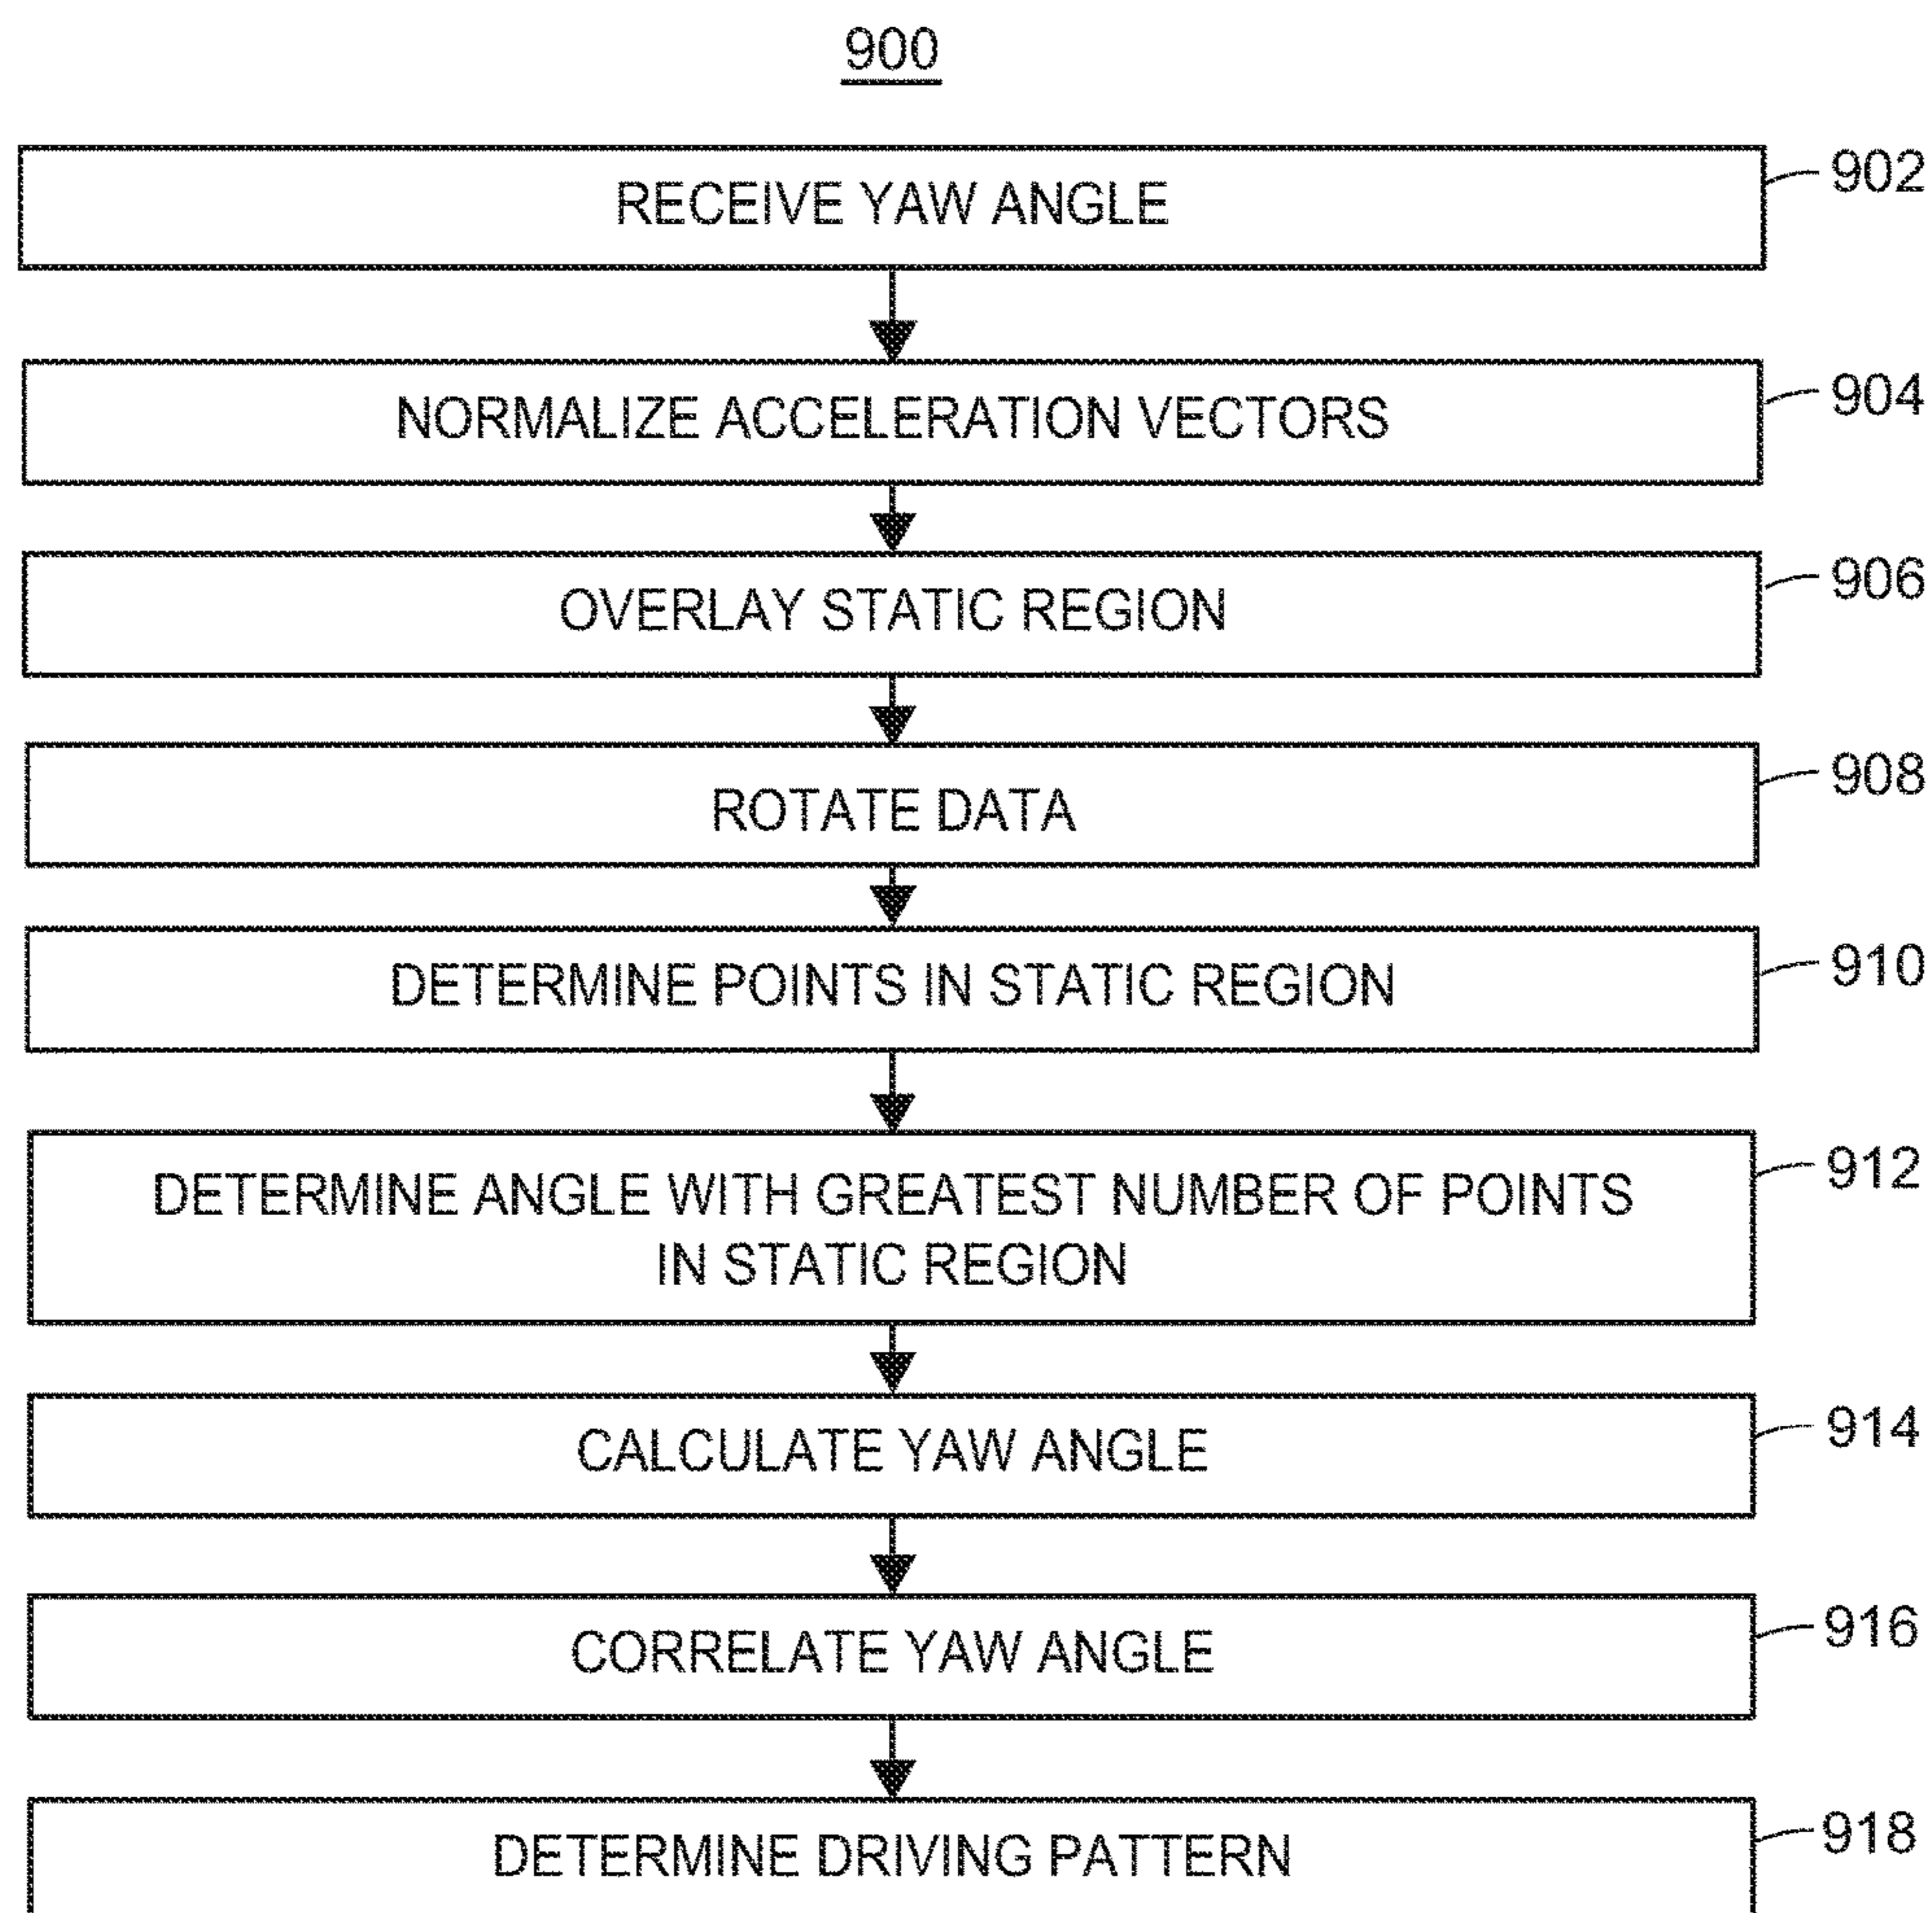 900
RECEIVE YAW ANGLE
902
NORMALIZE ACCELERATION VECTORS
904
OVERLAY STATIC REGION
906
ROTATE DATA
908
DETERMINE POINTS IN STATIC REGION
910
DETERMINE ANGLE WITH GREATEST NUMBER OF POINTS
IN STATIC REGION
912
CALCULATE YAW ANGLE
914
CORRELATE YAW ANGLE
916
DETERMINE DRIVING PATTERN
918